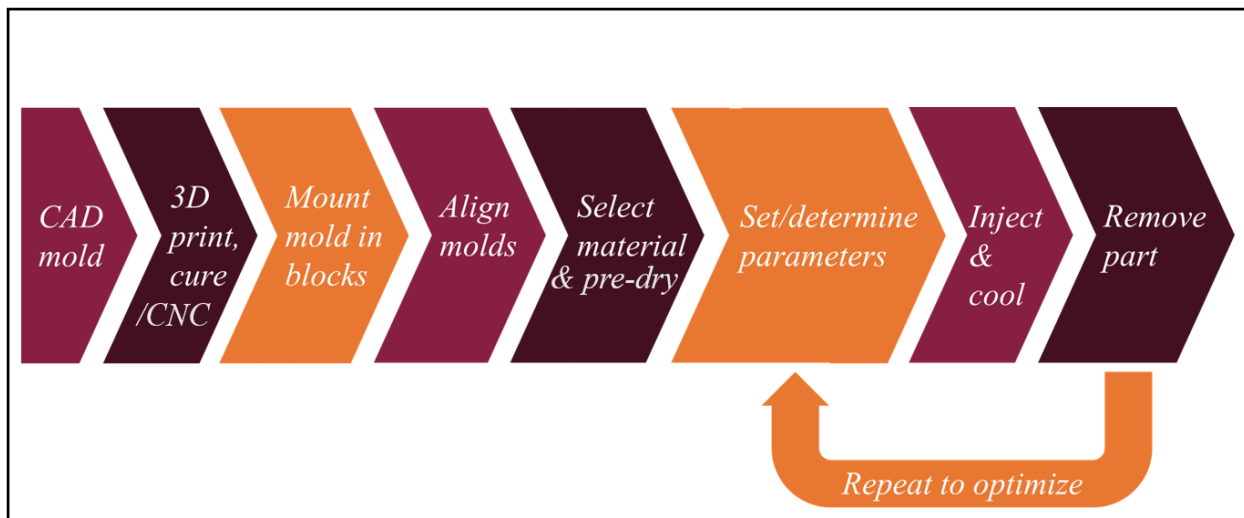 CAD
mold
3D
print,
cure
/CNC
Mount
mold in
blocks
Align
molds
Select
material
& pre-dry
Set/determine
parameters
Inject
&
cool
Remove
part
Repeat to optimize